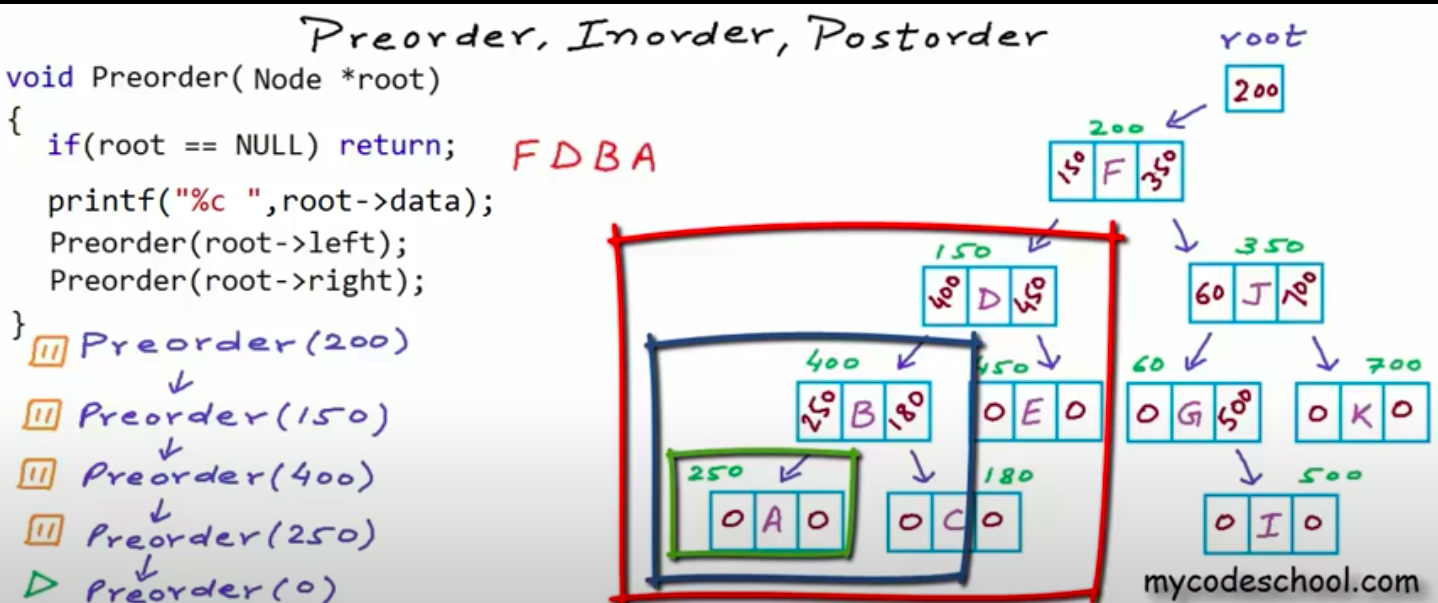 Preorder, Inorder, Postorder
void Preorder( Node *root)
{
if(root == NULL) return;
printf("%c ",root->data);
Preorder(root->left);
Preorder(root->right);
}
F D B A
Preorder(200)
Preorder(150)
Preorder(400)
Preorder(250)
Preorder(0)
root
200
200
150 F 350
150
400 D 450
350
60 J 700
400
250 B 180
450
0 E 0
60
0 G 500
700
0 K 0
250
0 A 0
180
0 C 0
500
0 I 0
mycodeschool.com